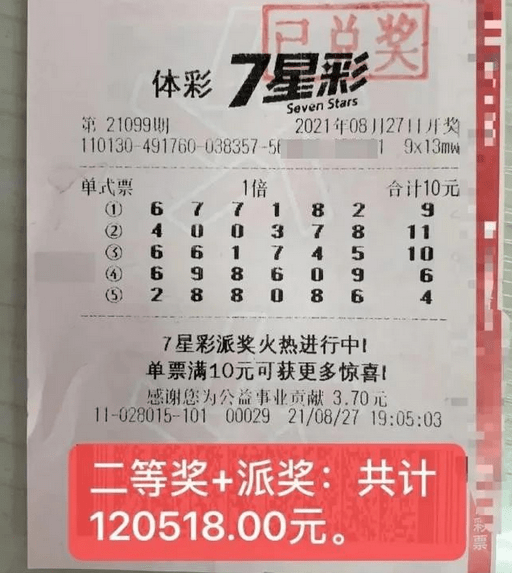 已兑奖
体彩 7星彩
Seven Stars
第 21099期 2021年08月27日开奖
110130-491760-038357-5 1 9x13mW
单式票 1倍 合计10元
① 6 7 7 1 8 2 9
② 4 0 0 3 7 8 11
③ 6 6 1 7 4 5 10
④ 6 9 8 6 0 9 6
⑤ 2 8 8 0 8 6 4
7星彩派奖火热进行中!
单票满10元可获更多惊喜!
感谢您为公益事业贡献 3.70元
11-028015-101 00029 21/08/27 19:05:03
二等奖+派奖：共计
120518.00元。
彩票